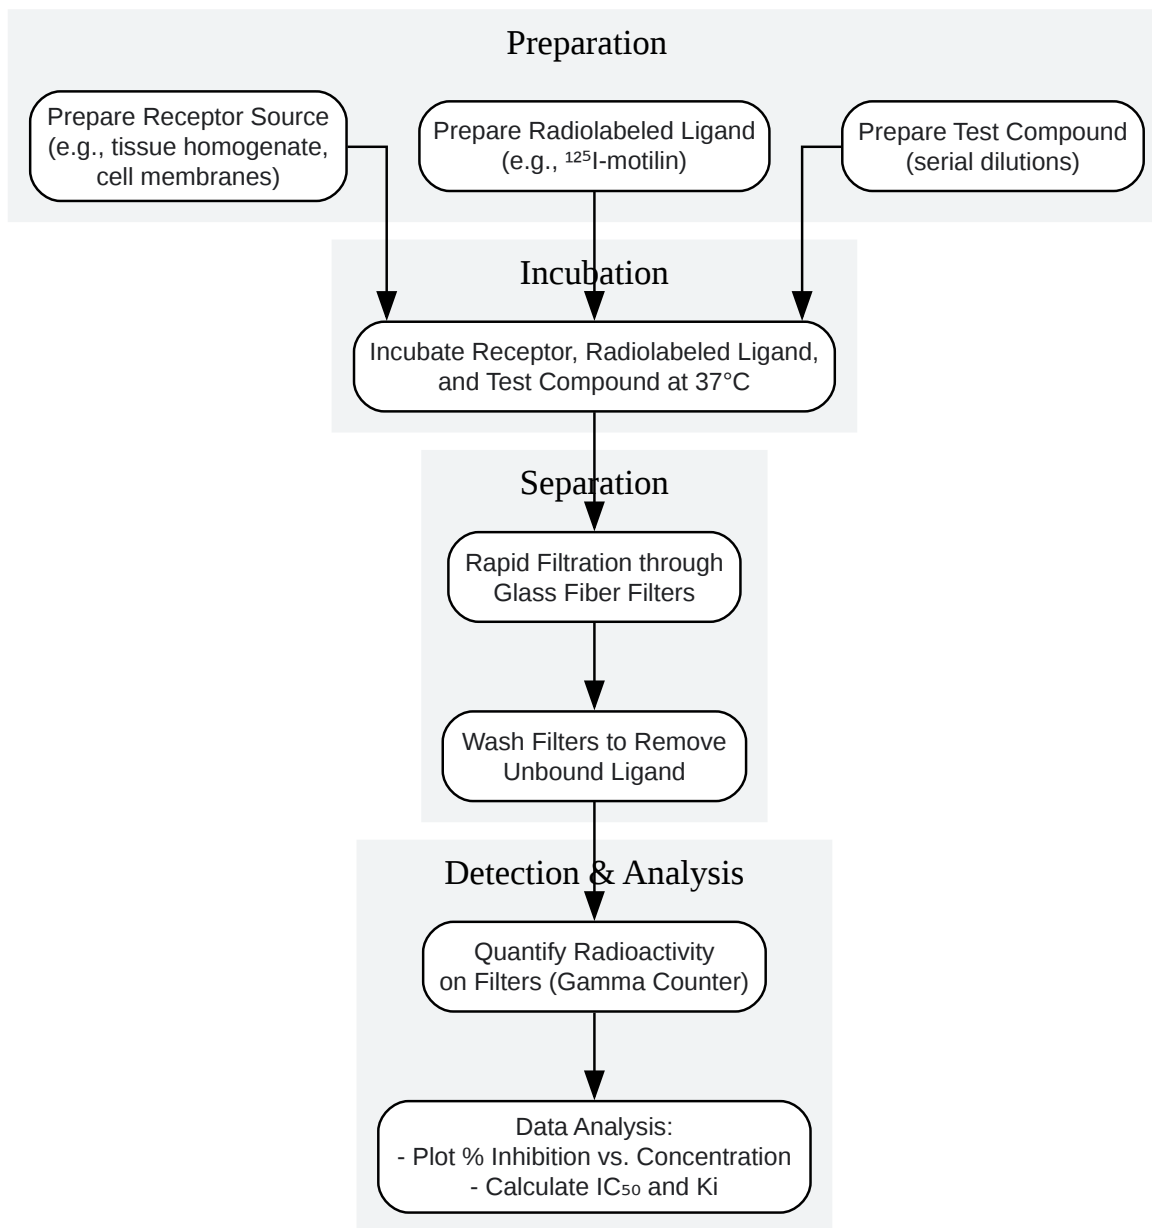 Preparation
Prepare Receptor Source
(e.g., tissue homogenate,
cell membranes)
Prepare Radiolabeled Ligand
(e.g., ¹²⁵I-motilin)
Prepare Test Compound
(serial dilutions)
Incubation
Incubate Receptor, Radiolabeled Ligand,
and Test Compound at 37°C
Separation
Rapid Filtration through
Glass Fiber Filters
Wash Filters to Remove
Unbound Ligand
Detection & Analysis
Quantify Radioactivity
on Filters (Gamma Counter)
Data Analysis:
- Plot % Inhibition vs. Concentration
- Calculate IC₅₀ and Ki